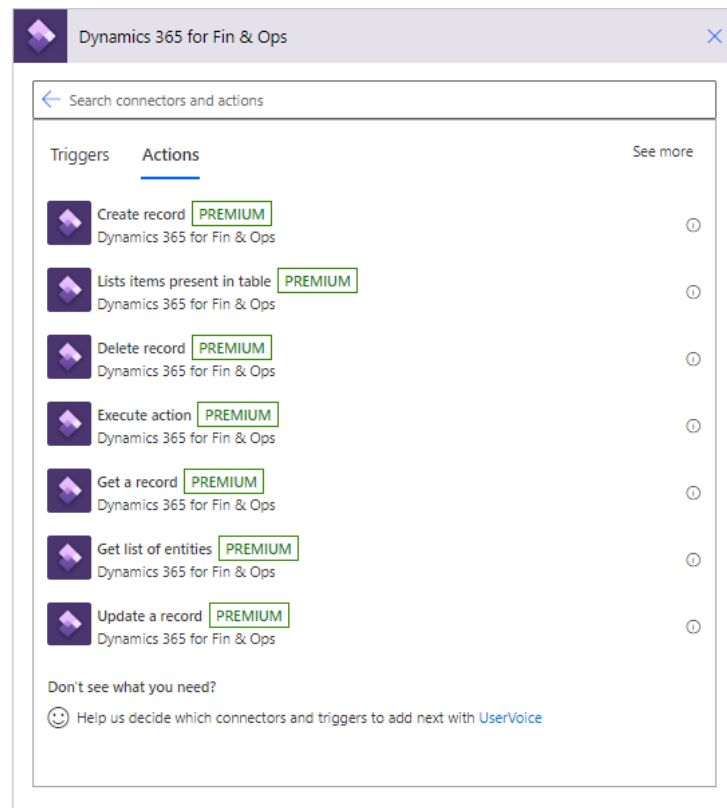 Dynamics 365 for Fin & Ops
Search connectors and actions
Triggers Actions See more
Create record PREMIUM
Dynamics 365 for Fin & Ops
Lists items present in table PREMIUM
Dynamics 365 for Fin & Ops
Delete record PREMIUM
Dynamics 365 for Fin & Ops
Execute action PREMIUM
Dynamics 365 for Fin & Ops
Get a record PREMIUM
Dynamics 365 for Fin & Ops
Get list of entities PREMIUM
Dynamics 365 for Fin & Ops
Update a record PREMIUM
Dynamics 365 for Fin & Ops
Don't see what you need?
Help us decide which connectors and triggers to add next with UserVoice